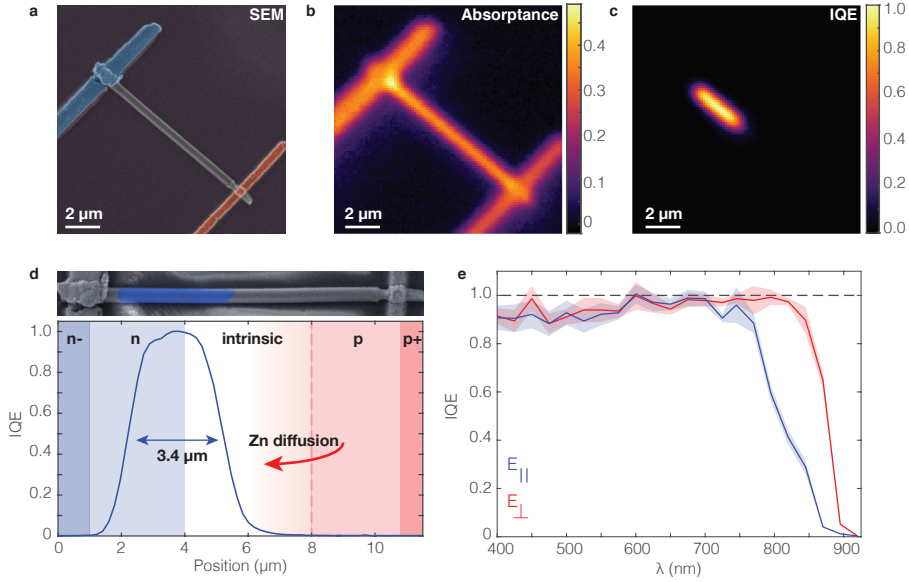 a
SEM
2 µm
b
Absorptance
2 µm
0.4
0.3
0.2
0.1
0
c
IQE
2 µm
1.0
0.8
0.6
0.4
0.2
0
d
1.0
0.8
0.6
0.4
0.2
0
IQE
n-
n
intrinsic
p
p+
3.4 µm
Zn diffusion
0
2
4
6
8
10
Position (µm)
e
1.0
0.8
0.6
0.4
0.2
0
IQE
E||
E⊥
400
500
600
700
800
900
λ (nm)